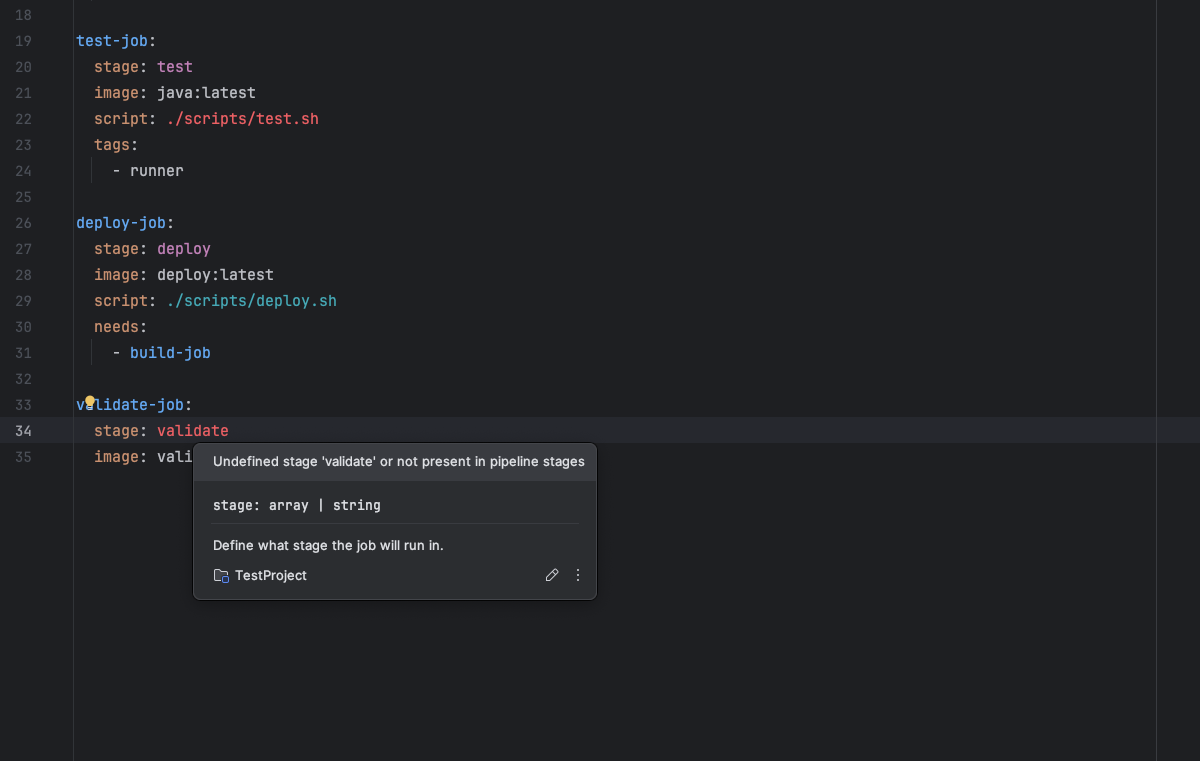 18
19 test-job:
20 stage: test
21 image: java:latest
22 script: ./scripts/test.sh
23 tags:
24 - runner
25
26 deploy-job:
27 stage: deploy
28 image: deploy:latest
29 script: ./scripts/deploy.sh
30 needs:
31 - build-job
32
33 validate-job:
34 stage: validate
35 image: vali
Undefined stage 'validate' or not present in pipeline stages
stage: array | string
Define what stage the job will run in.
TestProject